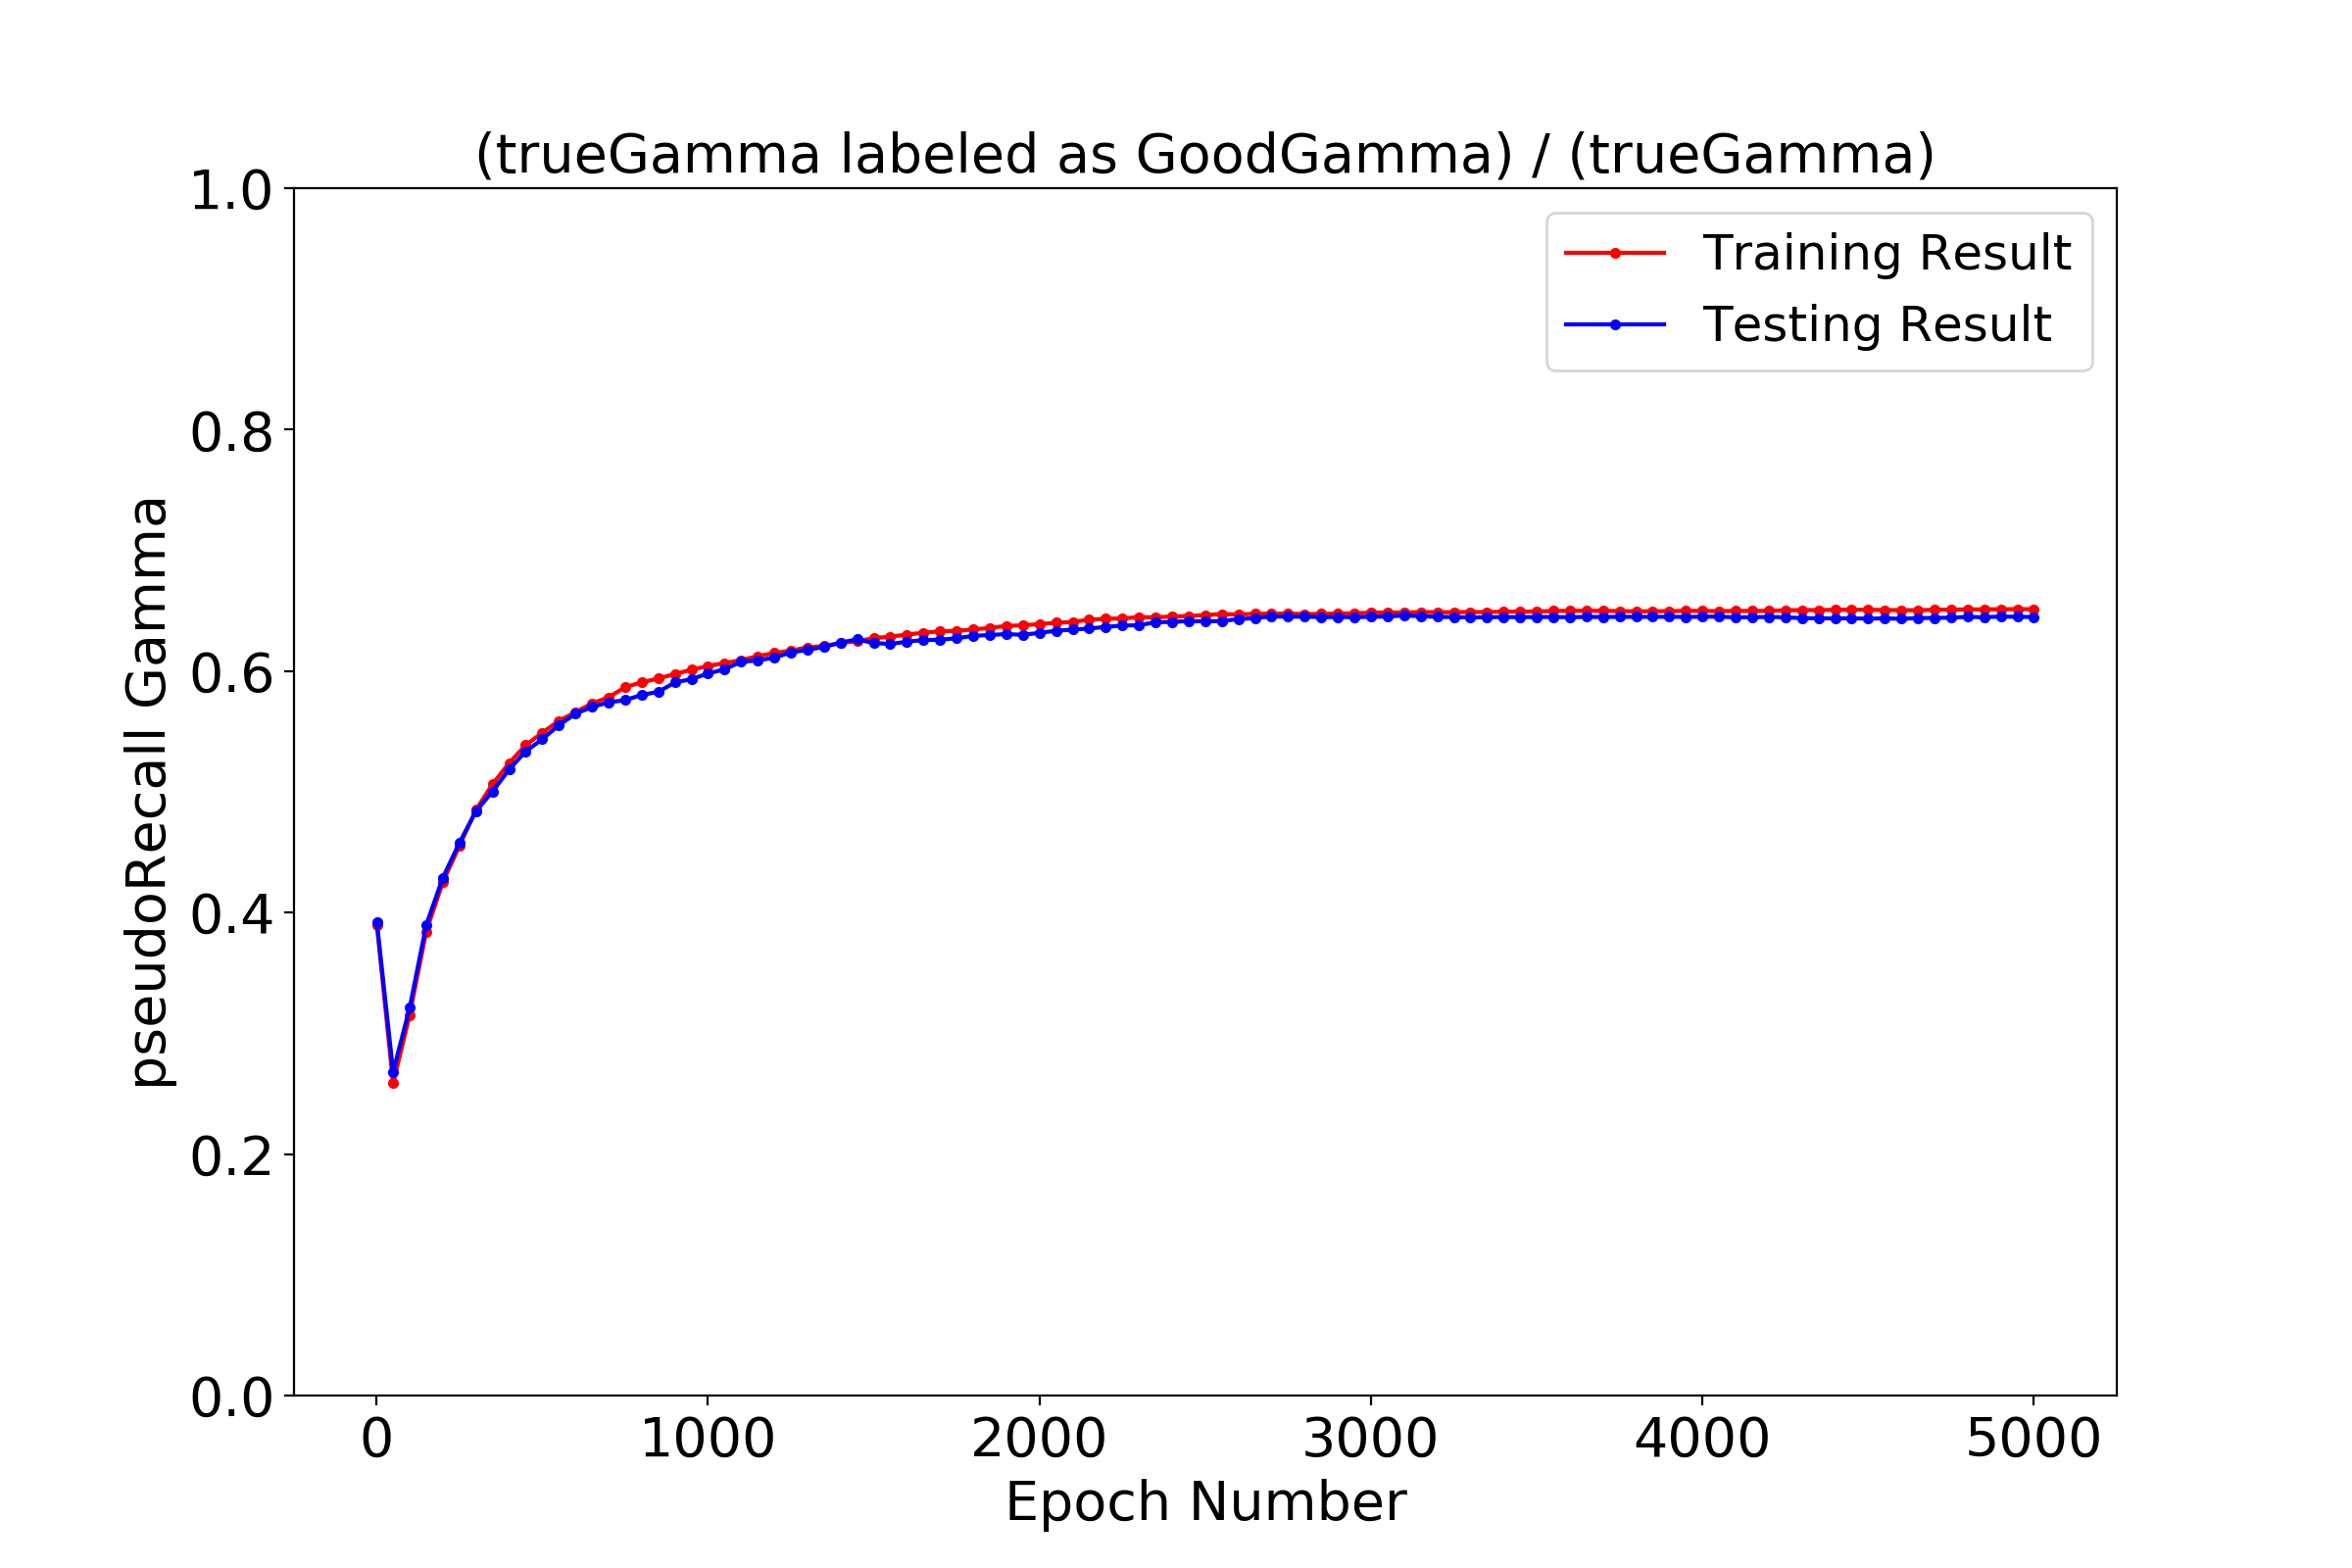 (trueGamma labeled as GoodGamma) / (trueGamma)
1.0
0.8
0.6
0.4
0.2
0.0
pseudoRecall Gamma
Training Result
Testing Result
0 1000 2000 3000 4000 5000
Epoch Number